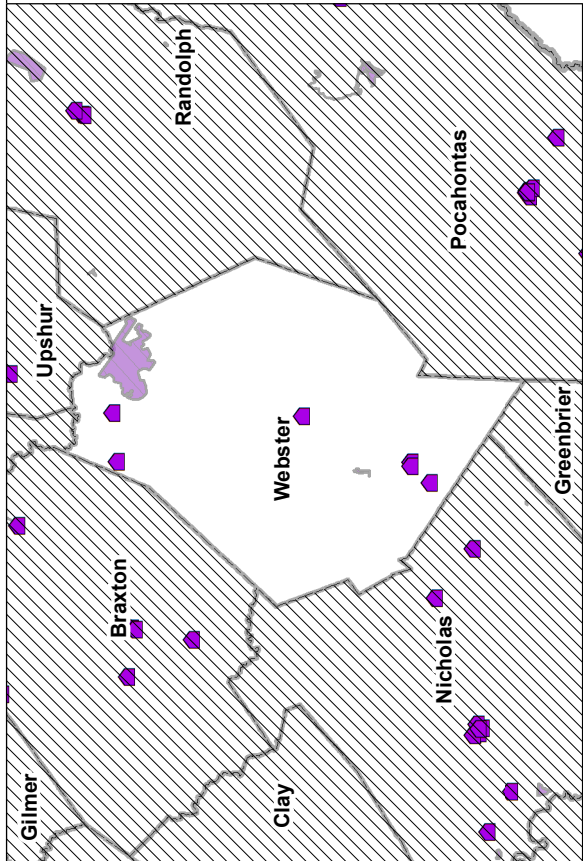 Gilmer
Braxton
Upshur
Randolph
Clay
Webster
Nicholas
Pocahontas
Greenbrier